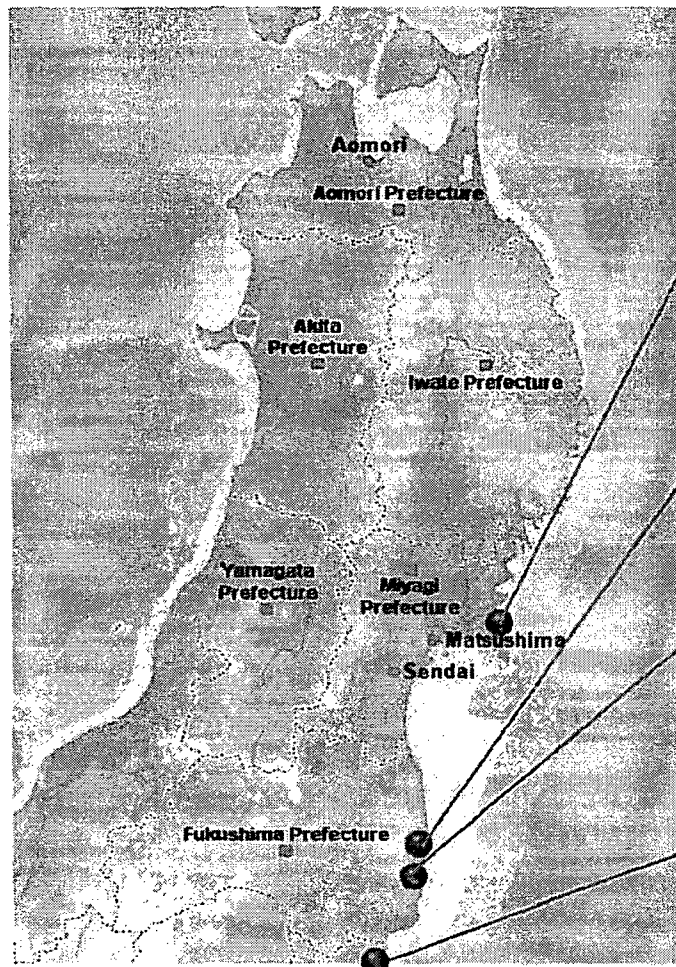 Aomori
Aomori Prefecture
Akita
Prefecture
Iwate Prefecture
Yamagata
Prefecture
Miyagi
Prefecture
Matsushima
Sendai
Fukushima Prefecture